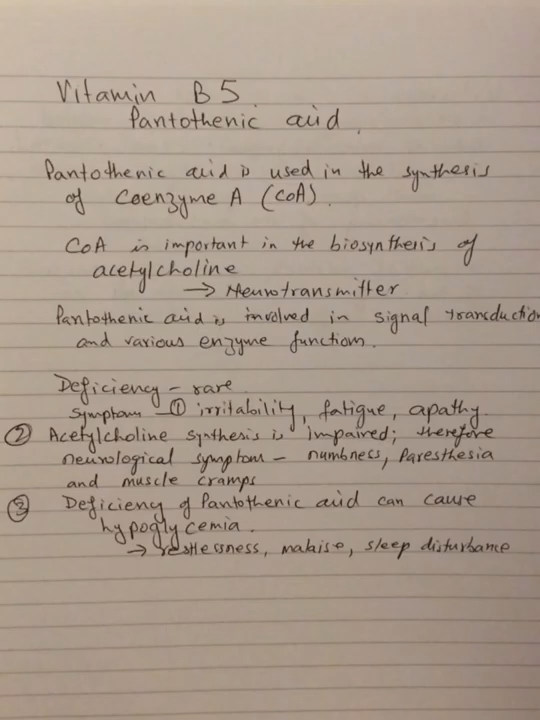 Vitamin B5
Pantothenic acid.
Pantothenic acid is used in the synthesis
of Coenzyme A (CoA).
CoA is important in the biosynthesis of
acetylcholine
→ Neurotransmitter
Pantothenic acid is involved in signal transduction
and various enzyme function.
Deficiency - rare
Symptom - ① irritability, fatigue, apathy.
② Acetylcholine synthesis is impaired; therefore
neurological symptom - numbness, Paresthesia
and muscle cramps
③ Deficiency of Pantothenic acid can cause
hypoglycemia.
→ restlessness, malaise, sleep disturbance